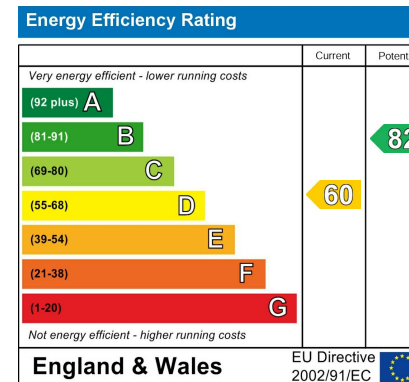 Energy Efficiency Rating
Current Potent
Very energy efficient - lower running costs
(92 plus) A
(81-91) B
82
(69-80) C
(55-68) D
60
(39-54) E
(21-38) F
(1-20) G
Not energy efficient - higher running costs
England & Wales
EU Directive
2002/91/EC